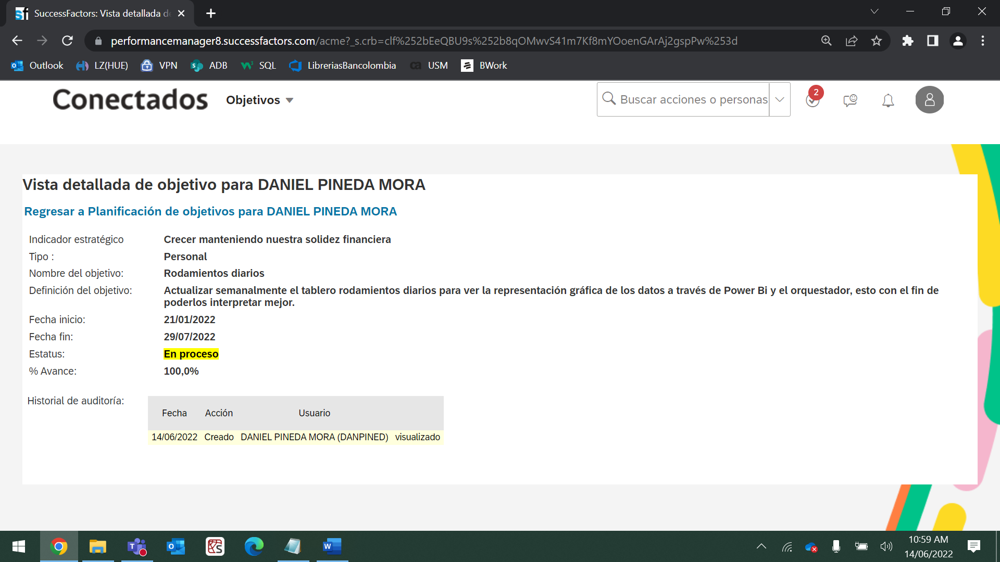 SuccessFactors: Vista detallada de
performancemanager8.successfactors.com/acme?_s.crb=clf%252bEeQBU9s%252b8qOMwvS41m7Kf8mYOoenGArAj2gspPw%253d
Outlook LZ(HUE) VPN ADB SQL LibreriasBancolombia USM BWork
Conectados Objetivos Buscar acciones o personas 2
Vista detallada de objetivo para DANIEL PINEDA MORA
Regresar a Planificación de objetivos para DANIEL PINEDA MORA
Indicador estratégico Crecer manteniendo nuestra solidez financiera
Tipo : Personal
Nombre del objetivo: Rodamientos diarios
Definición del objetivo: Actualizar semanalmente el tablero rodamientos diarios para ver la representación gráfica de los datos a través de Power Bi y el orquestador, esto con el fin de
poderlos interpretar mejor.
Fecha inicio: 21/01/2022
Fecha fin: 29/07/2022
Estatus: En proceso
% Avance: 100,0%
Historial de auditoría:
Fecha Acción Usuario
14/06/2022 Creado DANIEL PINEDA MORA (DANPINED) visualizado
10:59 AM
14/06/2022